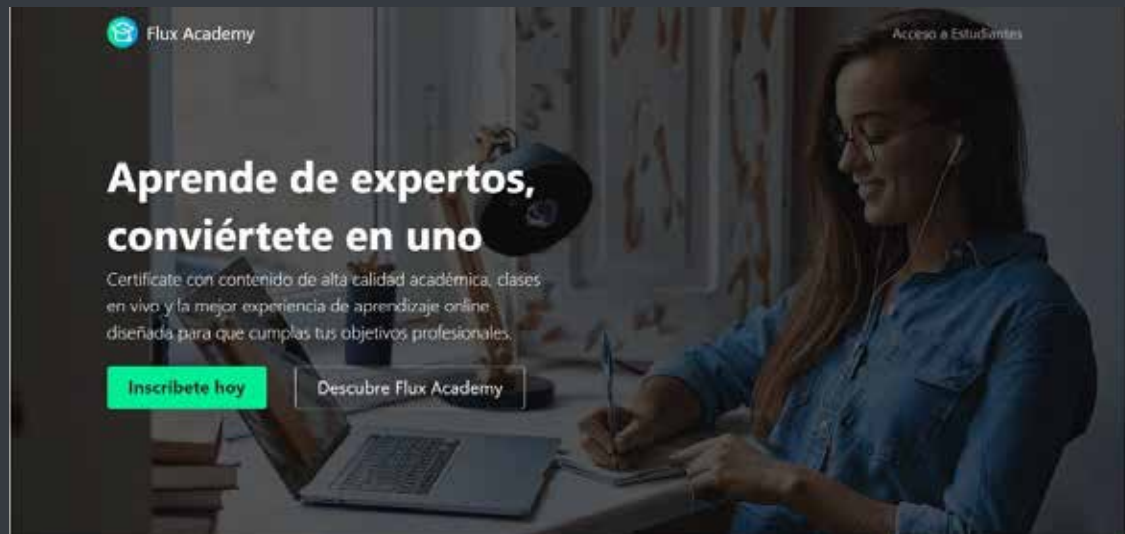 Flux Academy
Acceso a Estudiantes
Aprende de expertos,
conviértete en uno
Certifícate con contenido de alta calidad académica, clases
en vivo y la mejor experiencia de aprendizaje online
diseñada para que cumplas tus objetivos profesionales.
Inscríbete hoy
Descubre Flux Academy